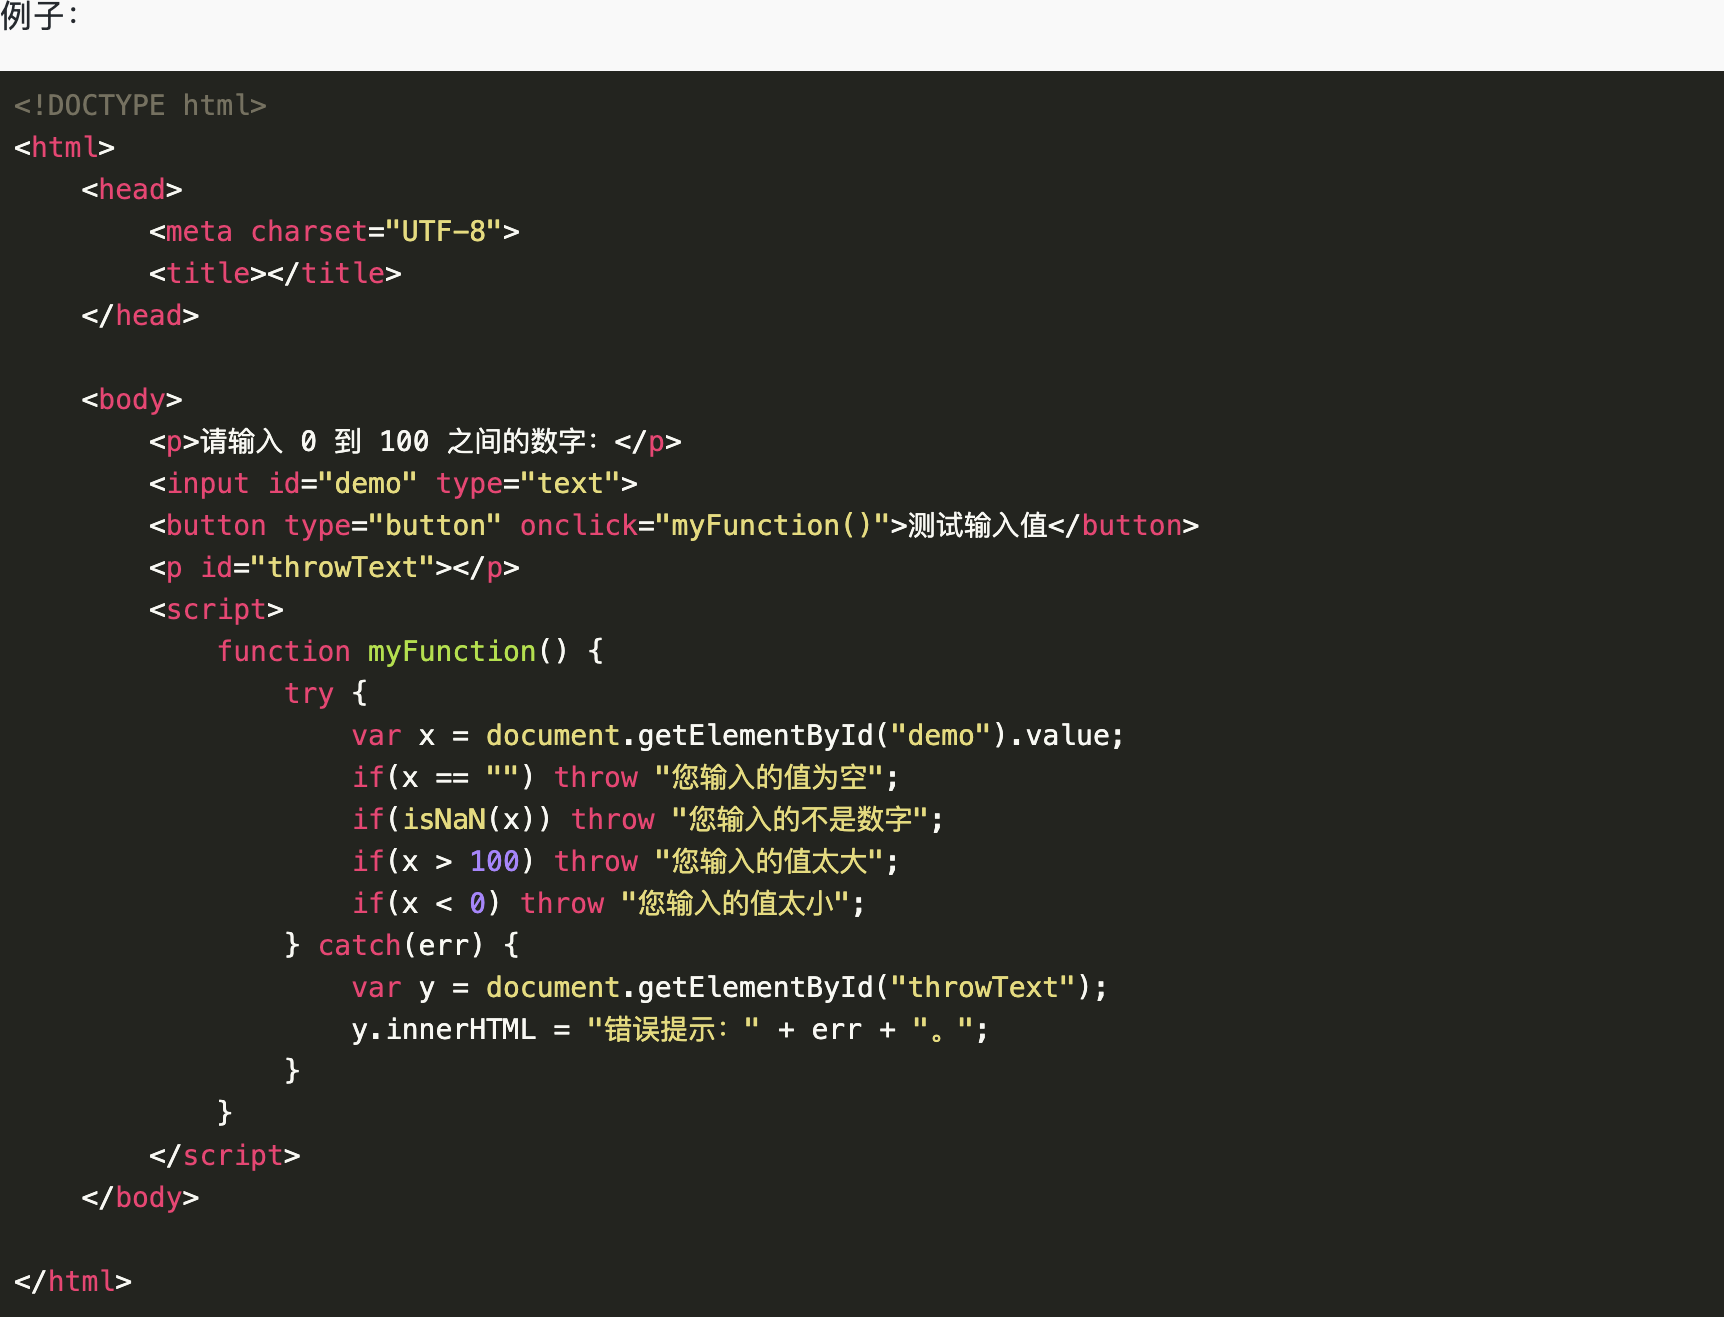 例子：
<!DOCTYPE html>
<html>
    <head>
        <meta charset="UTF-8">
        <title></title>
    </head>

    <body>
        <p>请输入 0 到 100 之间的数字：</p>
        <input id="demo" type="text">
        <button type="button" onclick="myFunction()">测试输入值</button>
        <p id="throwText"></p>
        <script>
            function myFunction() {
                try {
                    var x = document.getElementById("demo").value;
                    if(x == "") throw "您输入的值为空";
                    if(isNaN(x)) throw "您输入的不是数字";
                    if(x > 100) throw "您输入的值太大";
                    if(x < 0) throw "您输入的值太小";
                } catch(err) {
                    var y = document.getElementById("throwText");
                    y.innerHTML = "错误提示：" + err + "。";
                }
            }
        </script>
    </body>

</html>